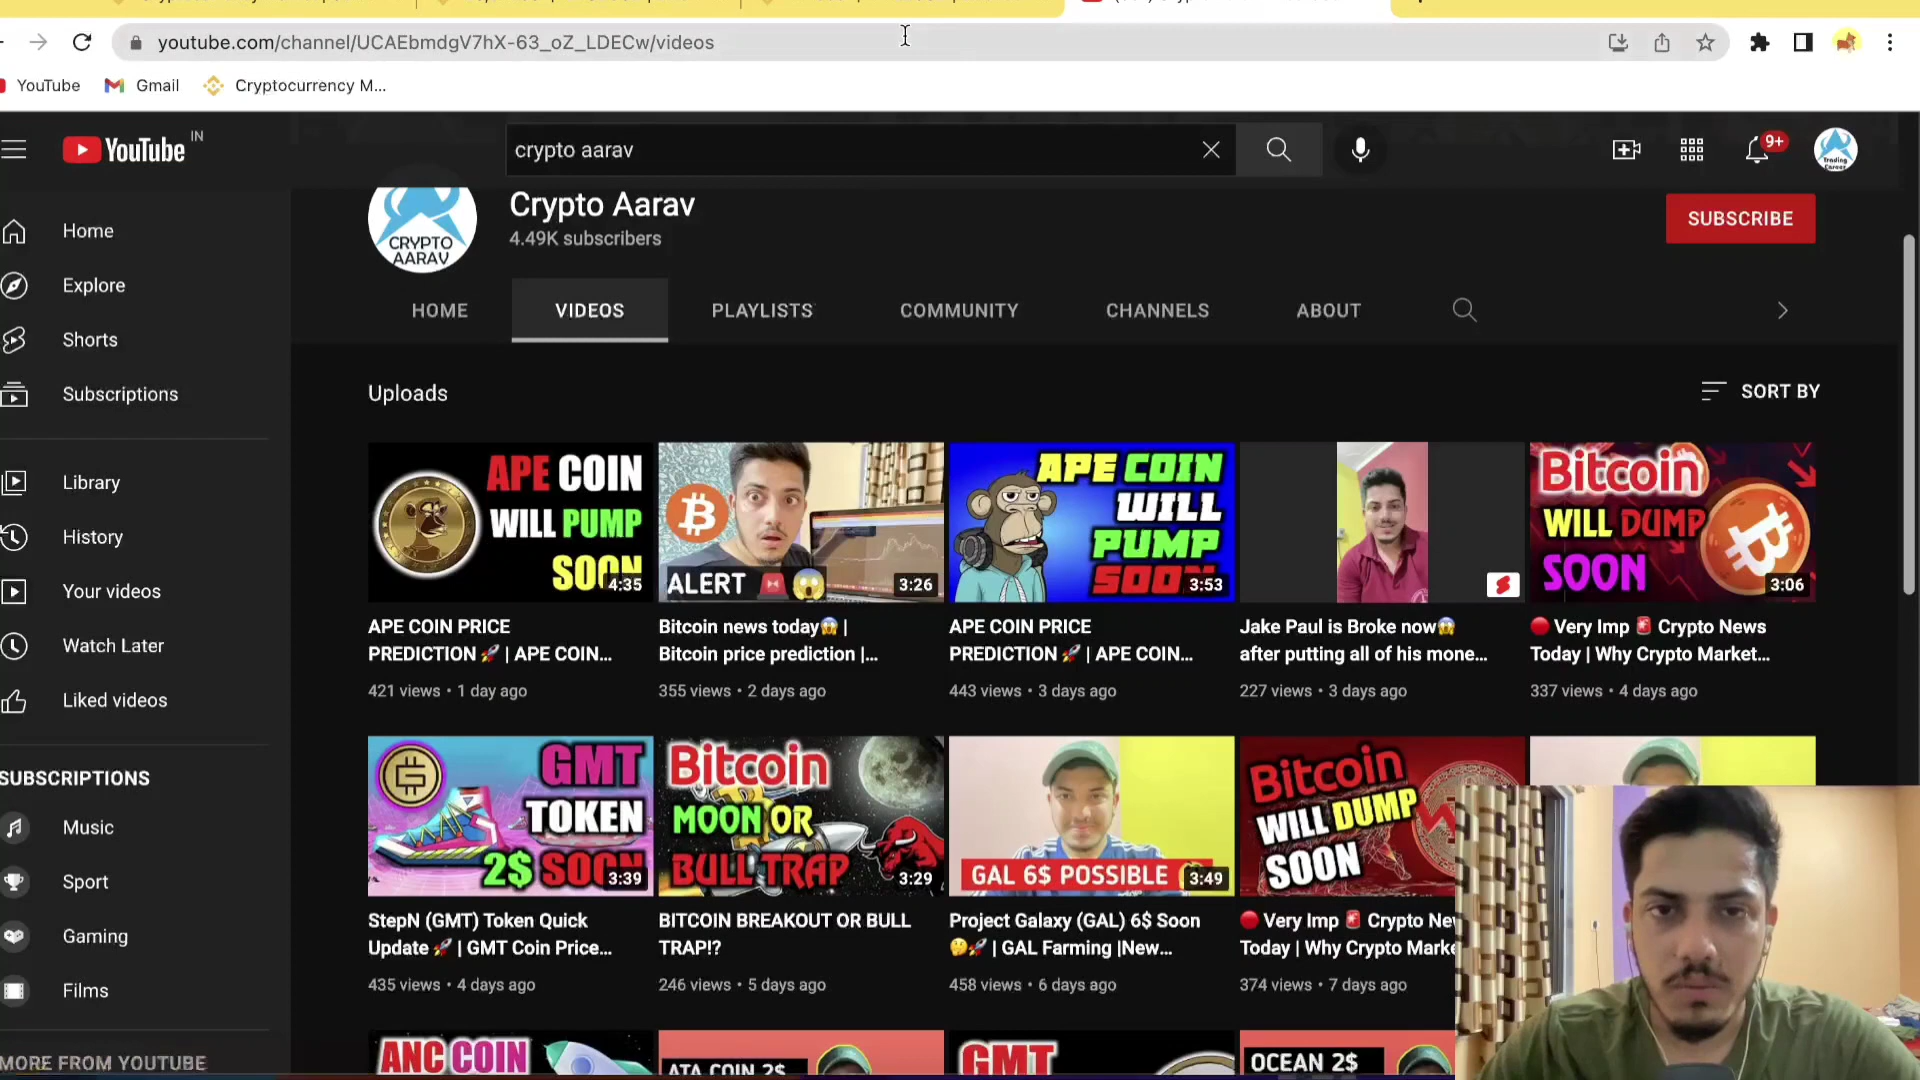 youtube.com/channel/UCAEbmdgV7hX-63_oZ_LDECw/videos
YouTube
Gmail
Cryptocurrency M...
YouTube
IN
crypto aarav
9+
Trading
Career
Home
Explore
Shorts
Subscriptions
Library
History
Your videos
Watch Later
Liked videos
SUBSCRIPTIONS
Music
Sport
Gaming
Films
MORE FROM YOUTUBE
CRYPTO
AARAV
Crypto Aarav
4.49K subscribers
SUBSCRIBE
HOME
VIDEOS
PLAYLISTS
COMMUNITY
CHANNELS
ABOUT
Uploads
SORT BY
APE COIN
WILL PUMP
SOON
4:35
APE COIN PRICE
PREDICTION 🚀 | APE COIN...
421 views • 1 day ago
ALERT 🚨😱
3:26
Bitcoin news today😱 |
Bitcoin price prediction |...
355 views • 2 days ago
APE COIN
WILL
PUMP
SOON
3:53
APE COIN PRICE
PREDICTION 🚀 | APE COIN...
443 views • 3 days ago
Jake Paul is Broke now😱
after putting all of his mone...
227 views • 3 days ago
Bitcoin
WILL DUMP
SOON
3:06
🔴 Very Imp 🚨 Crypto News
Today | Why Crypto Market...
337 views • 4 days ago
GMT
TOKEN
2$ SOON
3:39
StepN (GMT) Token Quick
Update 🚀 | GMT Coin Price...
435 views • 4 days ago
Bitcoin
MOON OR
BULL TRAP
3:29
BITCOIN BREAKOUT OR BULL
TRAP!?
246 views • 5 days ago
GAL 6$ POSSIBLE
3:49
Project Galaxy (GAL) 6$ Soon
🤔🚀 | GAL Farming |New...
458 views • 6 days ago
Bitcoin
WILL DUMP
SOON
🔴 Very Imp 🚨 Crypto Ne
Today | Why Crypto Marke
374 views • 7 days ago
ANC COIN
ATA COIN 2$
GMT
OCEAN 2$